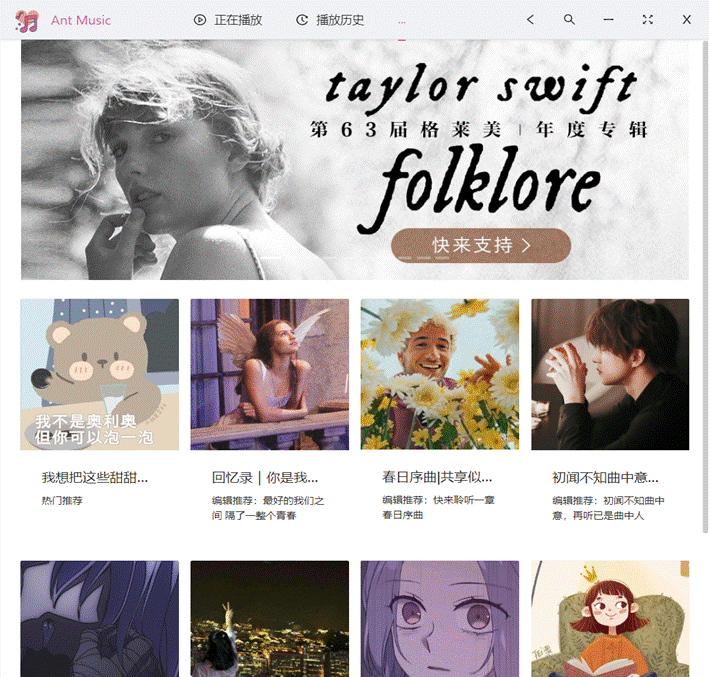 Ant Music
正在播放
播放历史
...
taylor swift
第63届格莱美|年度专辑
folklore
快来支持 >
我不是奥利奥
但你可以泡一泡
我想把这些甜甜...
热门推荐
回忆录 | 你是我...
编辑推荐：最好的我们之
间 隔了一整个青春
春日序曲|共享似...
编辑推荐：快来聆听一章
春日序曲
初闻不知曲中意...
编辑推荐：初闻不知曲中
意，再听已是曲中人